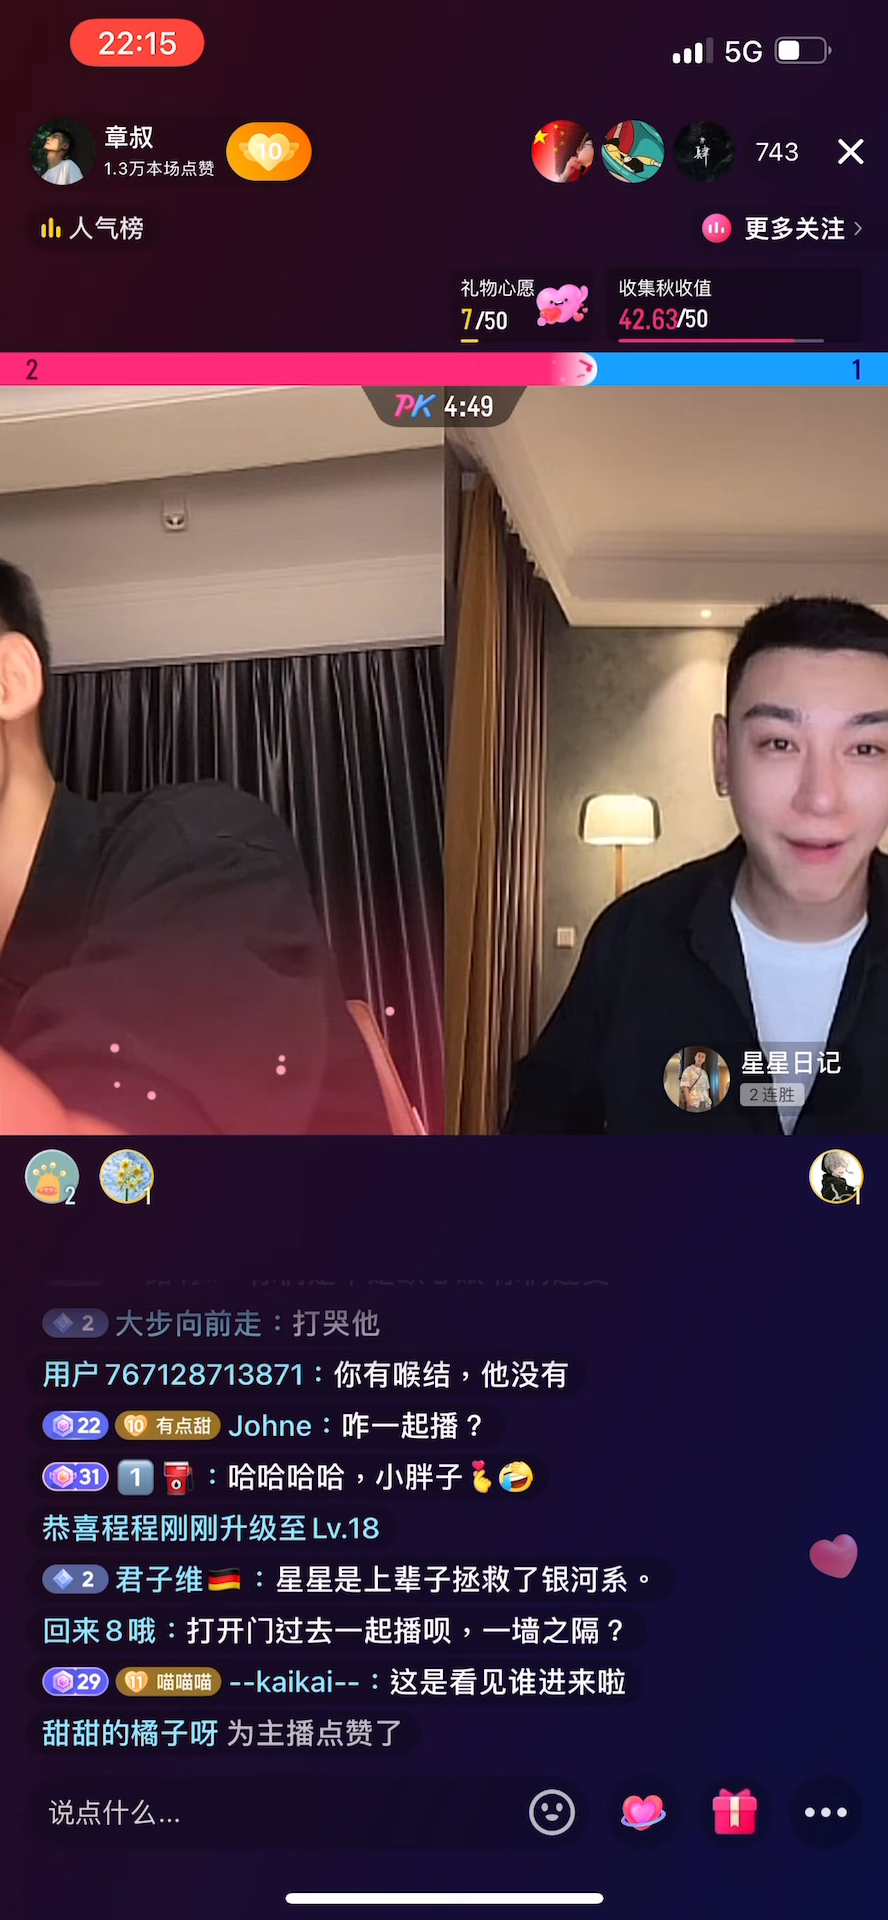 22:15
5G
章叔
1.3万本场点赞
10
肆
743
人气榜
更多关注
礼物心愿
7/50
收集秋收值
42.63/50
2
1
PK 4:49
星星日记
2 连胜
2
1
1
2 大步向前走：打哭他
用户767128713871：你有喉结，他没有
22 10 有点甜 Johne：咋一起播？
31 1️⃣⛽：哈哈哈哈，小胖子🫰🤣
恭喜程程刚刚升级至Lv.18
2 君子维🇩🇪：星星是上辈子拯救了银河系。
回来8哦：打开门过去一起播呗，一墙之隔？
29 11 喵喵喵 --kaikai--：这是看见谁进来啦
甜甜的橘子呀 为主播点赞了
说点什么...